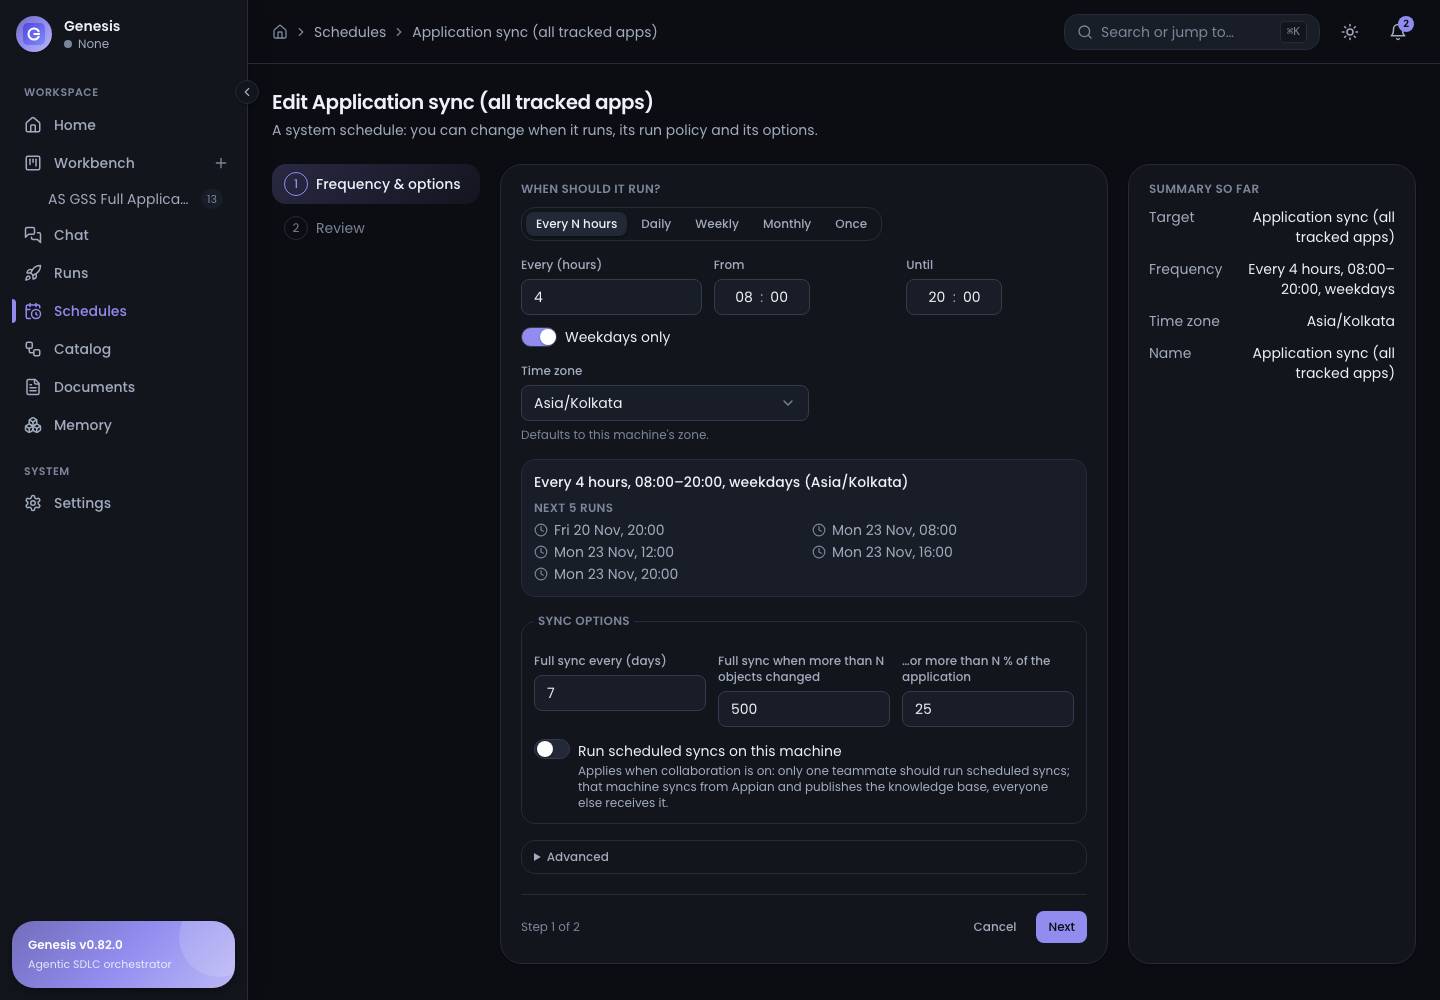 Genesis
None
WORKSPACE
Home
Workbench
AS GSS Full Applica...
13
Chat
Runs
Schedules
Catalog
Documents
Memory
SYSTEM
Settings
Genesis v0.82.0
Agentic SDLC orchestrator
Schedules
Application sync (all tracked apps)
Search or jump to...
⌘K
2
Edit Application sync (all tracked apps)
A system schedule: you can change when it runs, its run policy and its options.
1 Frequency & options
2 Review
WHEN SHOULD IT RUN?
Every N hours Daily Weekly Monthly Once
Every (hours) From Until
4 08 : 00 20 : 00
Weekdays only
Time zone
Asia/Kolkata
Defaults to this machine's zone.
Every 4 hours, 08:00–20:00, weekdays (Asia/Kolkata)
NEXT 5 RUNS
Fri 20 Nov, 20:00 Mon 23 Nov, 08:00
Mon 23 Nov, 12:00 Mon 23 Nov, 16:00
Mon 23 Nov, 20:00
SYNC OPTIONS
Full sync every (days)
7
Full sync when more than N
objects changed
500
...or more than N % of the
application
25
Run scheduled syncs on this machine
Applies when collaboration is on: only one teammate should run scheduled syncs;
that machine syncs from Appian and publishes the knowledge base, everyone
else receives it.
Advanced
Step 1 of 2
Cancel
Next
SUMMARY SO FAR
Target Application sync (all
tracked apps)
Frequency Every 4 hours, 08:00–
20:00, weekdays
Time zone Asia/Kolkata
Name Application sync (all
tracked apps)